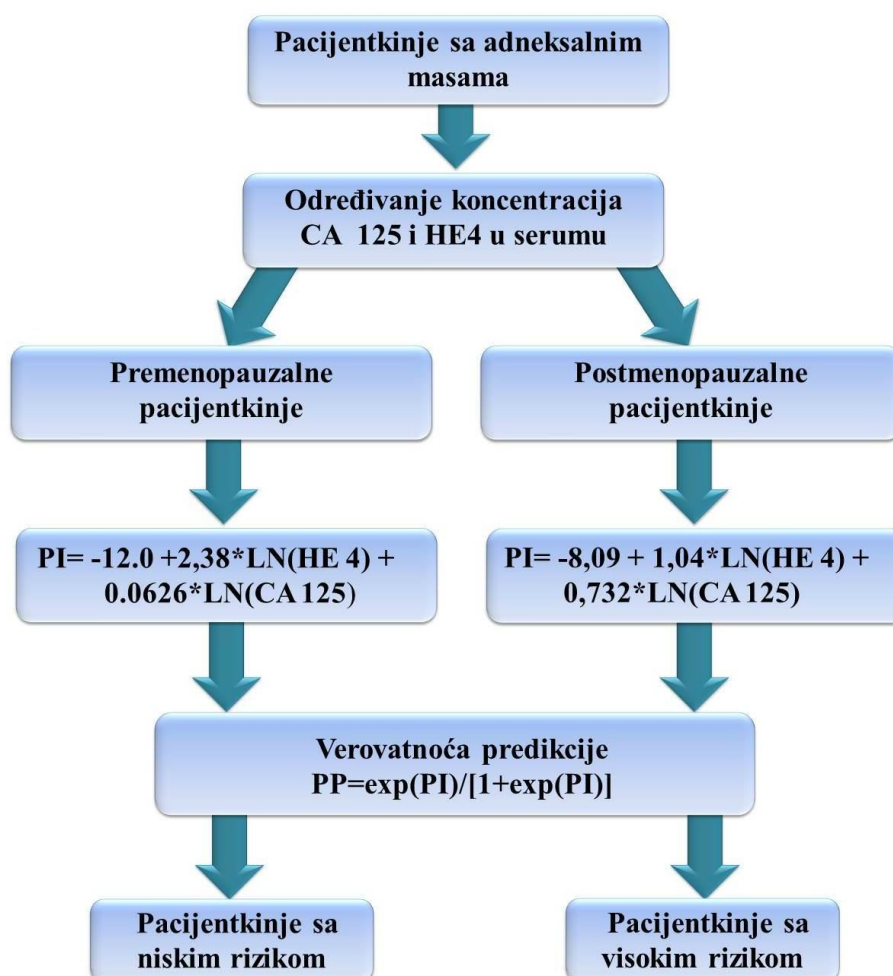 Pacijentkinje sa adneksalnim
masama
Određivanje koncentracija
CA 125 i HE4 u serumu
Premenopauzalne
pacijentkinje
Postmenopauzalne
pacijentkinje
PI= -12.0 +2,38*LN(HE 4) +
0.0626*LN(CA 125)
PI= -8,09 + 1,04*LN(HE 4) +
0,732*LN(CA 125)
Verovatnoća predikcije
PP=exp(PI)/[1+exp(PI)]
Pacijentkinje sa
niskim rizikom
Pacijentkinje sa
visokim rizikom